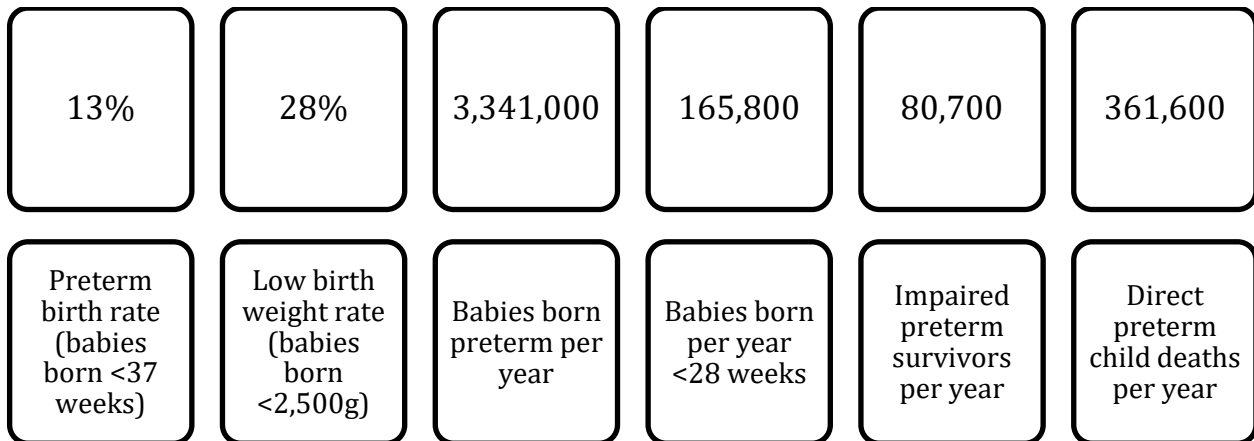 13%
28%
3,341,000
165,800
80,700
361,600
Preterm
birth rate
(babies
born <37
weeks)
Low birth
weight rate
(babies
born
<2,500g)
Babies born
preterm per
year
Babies born
per year
<28 weeks
Impaired
preterm
survivors
per year
Direct
preterm
child deaths
per year